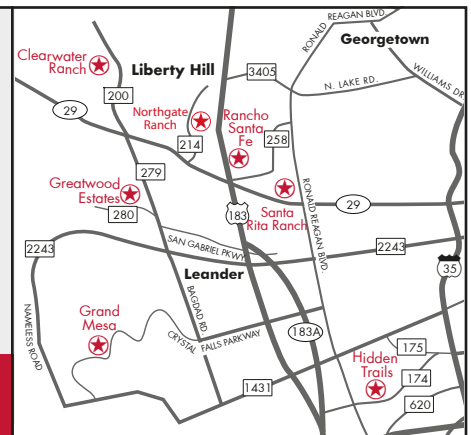 RONALD REAGAN BLVD.
Georgetown
Clearwater
Ranch
Liberty Hill
3405
N. LAKE RD.
WILLIAMS DR.
200
29
Northgate
Ranch
Rancho
Santa
Fe
258
214
279
Greatwood
Estates
280
183
Santa
Rita Ranch
RONALD REAGAN BLVD.
29
2243
SAN GABRIEL PKWY
2243
35
Leander
NAMELESS ROAD
BAGDAD RD
Grand
Mesa
CRYSTAL FALLS PARKWAY
183A
175
Hidden
Trails
174
1431
620